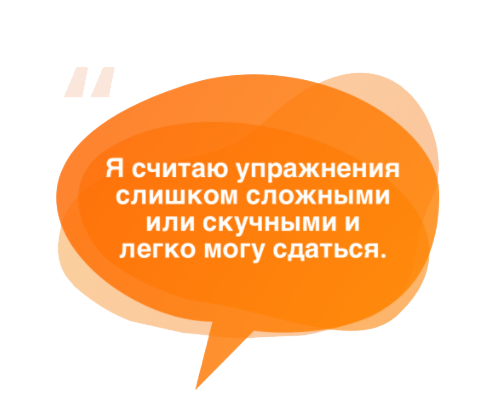 Я считаю упражнения
слишком сложными
или скучными и
легко могу сдаться.